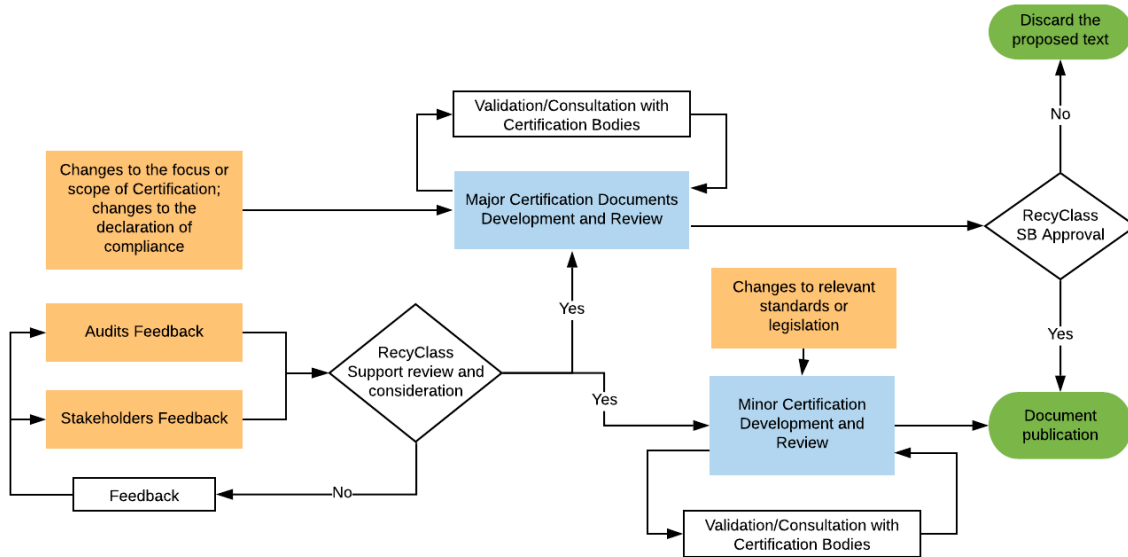 Discard the
proposed text
No
Validation/Consultation with
Certification Bodies
Changes to the focus or
scope of Certification;
changes to the
declaration of
compliance
Major Certification Documents
Development and Review
RecyClass
SB Approval
Yes
Changes to relevant
standards or
legislation
Yes
Audits Feedback
RecyClass
Support review and
consideration
Yes
Stakeholders Feedback
Minor Certification
Development and
Review
Document
publication
Feedback
No
Validation/Consultation with
Certification Bodies